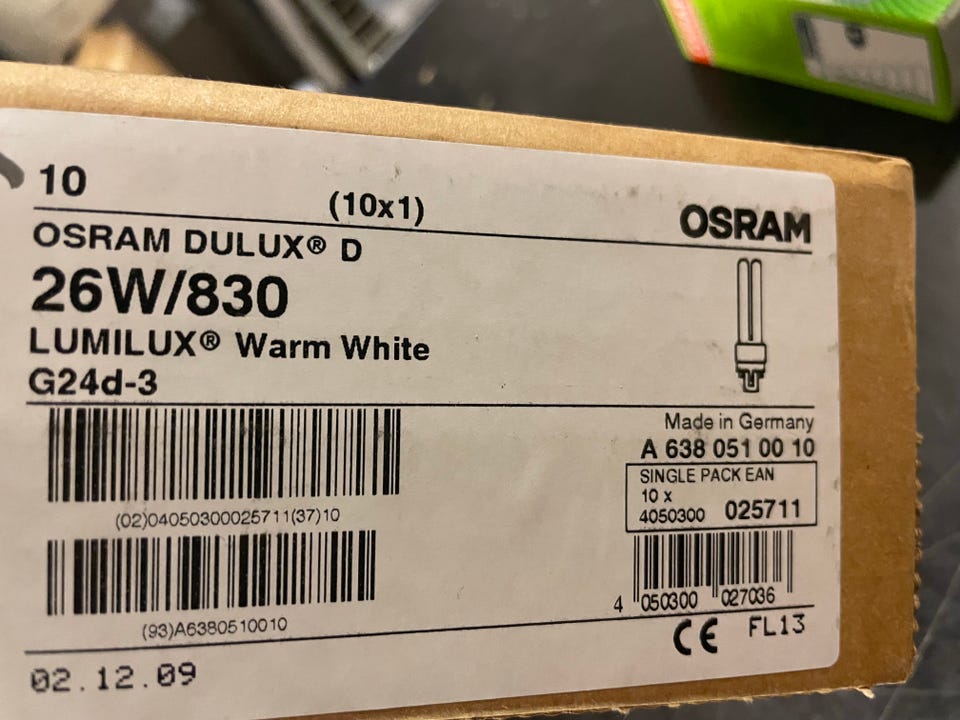 10
(10x1)
OSRAM
OSRAM DULUX® D
26W/830
LUMILUX® Warm White
G24d-3
Made in Germany
A 638 051 00 10
SINGLE PACK EAN
10 x
4050300 025711
(02)04050300025711(37)10
(93)A6380510010
4 050300 027036
CE FL13
02.12.09